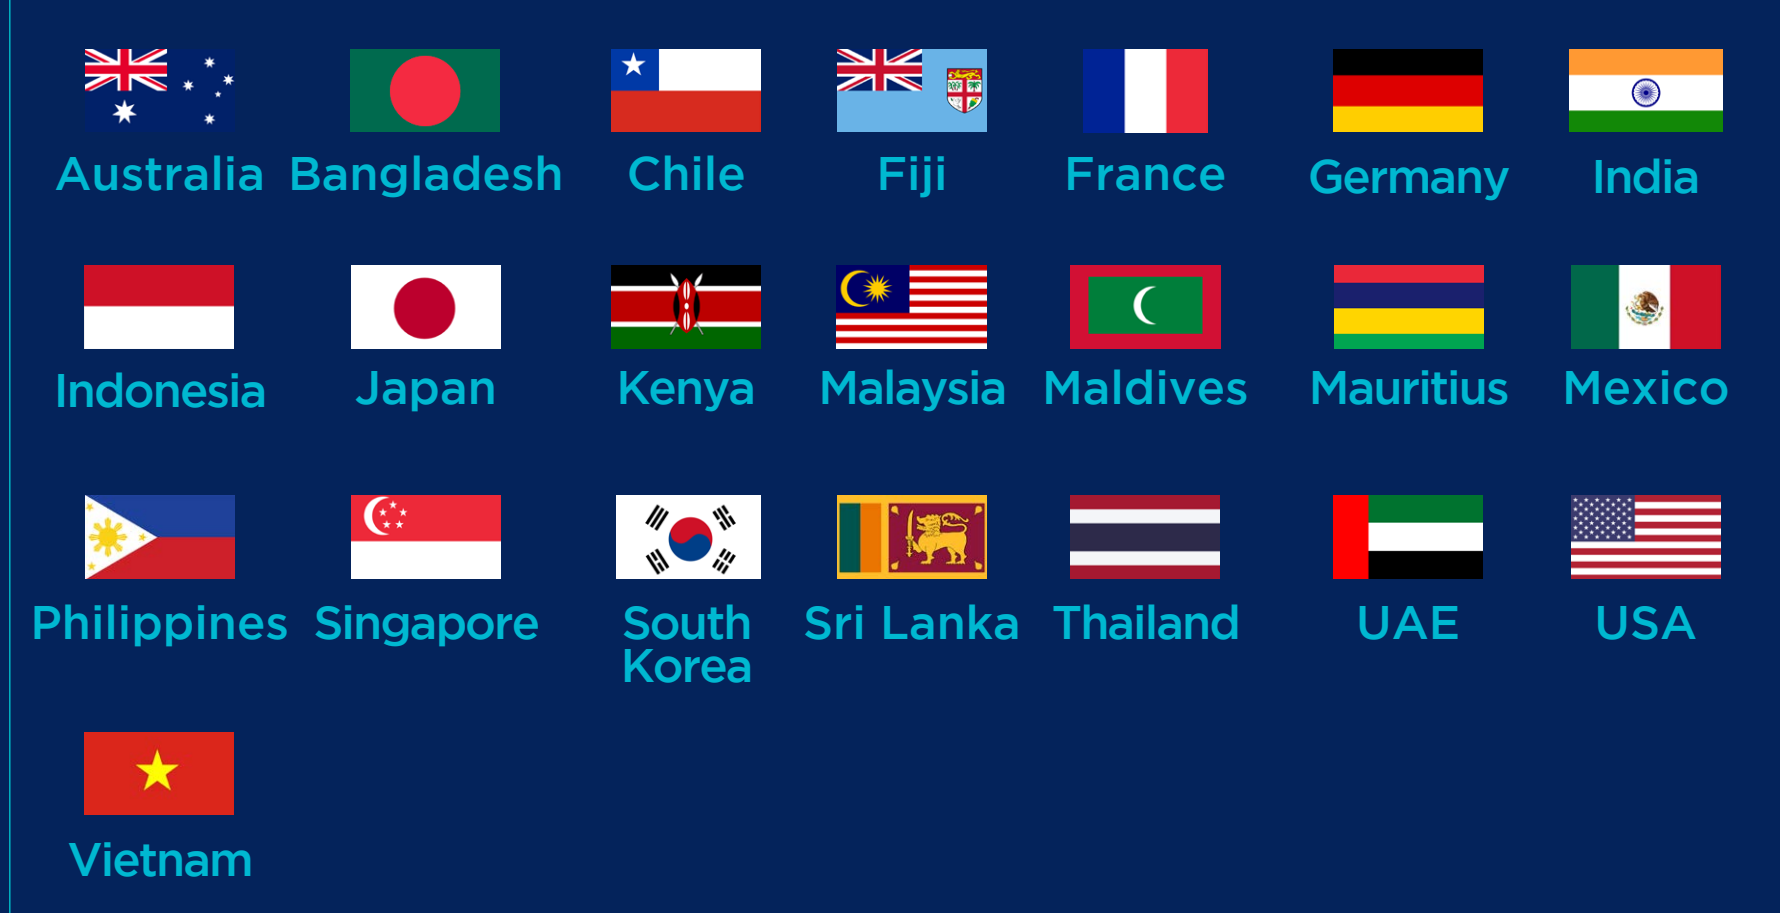 Australia
Bangladesh
Chile
Fiji
France
Germany
India
Indonesia
Japan
Kenya
Malaysia
Maldives
Mauritius
Mexico
Philippines
Singapore
South
Korea
Sri Lanka
Thailand
UAE
USA
Vietnam